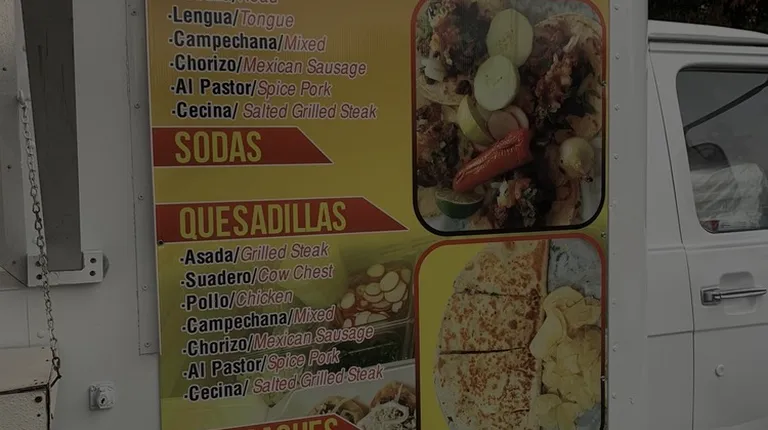 ·Lengua/Tongue
·Campechana/Mixed
·Chorizo/Mexican Sausage
·Al Pastor/Spice Pork
·Cecina/ Salted Grilled Steak
SODAS
QUESADILLAS
·Asada/Grilled Steak
·Suadero/Cow Chest
·Pollo/Chicken
·Campechana/Mixed
·Chorizo/Mexican Sausage
·Al Pastor/Spice Pork
·Cecina/ Salted Grilled Steak